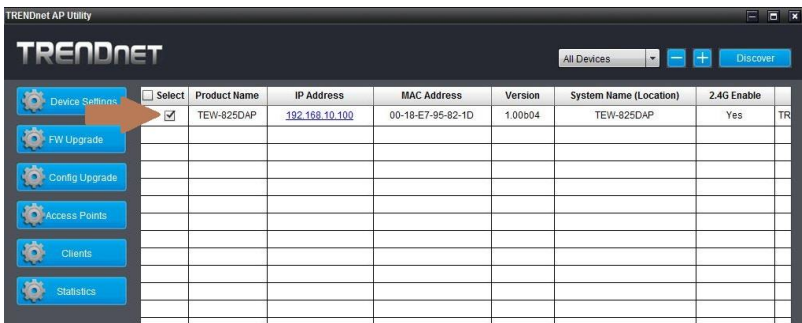 TRENDnet AP Utility
TRENDNET
All Devices
Discover
Device Settings
FW Upgrade
Config Upgrade
Access Points
Clients
Statistics
Select Product Name IP Address MAC Address Version System Name (Location) 2.4G Enable
TEW-825DAP 192.168.10.100 00-18-E7-95-82-1D 1.00b04 TEW-825DAP Yes TR